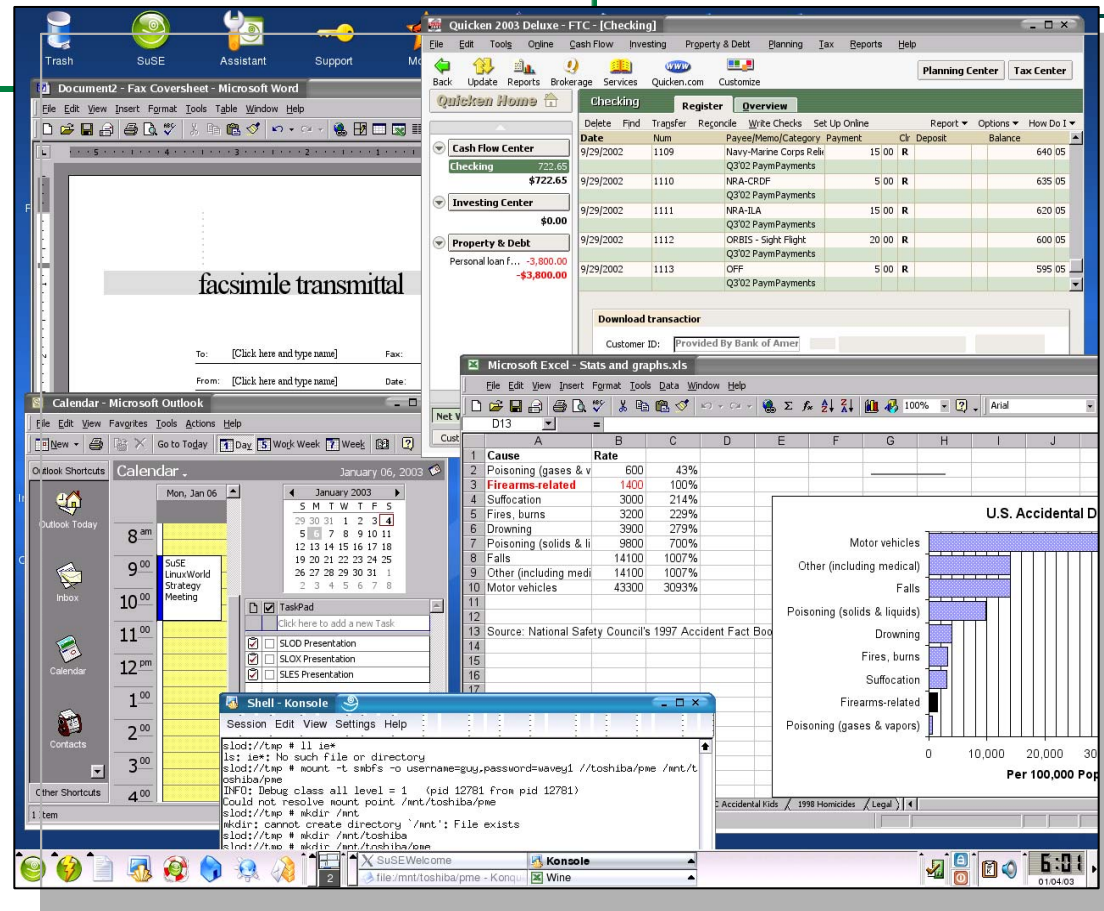 Trash
SuSE
Assistant
Support
Quicken 2003 Deluxe - FTC - [Checking]
File Edit Tools Online Cash Flow Investing Property & Debt Planning Tax Reports Help
Back Update Reports Brokerage Services Quicken.com Customize
Planning Center Tax Center
Quicken Home
Checking Register Overview
Delete Find Transfer Reconcile Write Checks Set Up Online Report Options How Do I
Date Num Payee/Memo/Category Payment Clr Deposit Balance
9/29/2002 1109 Navy-Marine Corps Relie 15 00 R 640 05
Q3'02 PaymPayments
9/29/2002 1110 NRA-CRDF 5 00 R 635 05
Q3'02 PaymPayments
9/29/2002 1111 NRA-ILA 15 00 R 620 05
Q3'02 PaymPayments
9/29/2002 1112 ORBIS - Sight Flight 20 00 R 600 05
Q3'02 PaymPayments
9/29/2002 1113 OFF 5 00 R 595 05
Q3'02 PaymPayments
Cash Flow Center
Checking 722.65
$722.65
Investing Center
$0.00
Property & Debt
Personal loan f... -3,800.00
-$3,800.00
Download transactior
Customer ID: Provided By Bank of Amer
Net W
Cust
Document2 - Fax Coversheet - Microsoft Word
File Edit View Insert Format Tools Table Window Help
5 4 3 2 1
facsimile transmittal
To: [Click here and type name] Fax:
From: [Click here and type name] Date:
Calendar - Microsoft Outlook
File Edit View Favorites Tools Actions Help
New Go to Today 1 Day 5 Work Week 7 Week 31
Outlook Shortcuts Calendar January 06, 2003
Outlook Today
Inbox
Calendar
Contacts
Other Shortcuts
Mon, Jan 06
8 am
9 00
10 00
11 00
12 pm
1 00
2 00
3 00
4 00
SuSE
LinuxWorld
Strategy
Meeting
January 2003
S M T W T F S
29 30 31 1 2 3 4
5 6 7 8 9 10 11
12 13 14 15 16 17 18
19 20 21 22 23 24 25
26 27 28 29 30 31 1
2 3 4 5 6 7 8
TaskPad
Click here to add a new Task
SLOD Presentation
SLOX Presentation
SLES Presentation
1 Item
Microsoft Excel - Stats and graphs.xls
File Edit View Insert Format Tools Data Window Help
100% Arial
D13 =
A B C D E F G H I J
1 Cause Rate
2 Poisoning (gases & v 600 43%
3 Firearms-related 1400 100%
4 Suffocation 3000 214%
5 Fires, burns 3200 229%
6 Drowning 3900 279%
7 Poisoning (solids & li 9800 700%
8 Falls 14100 1007%
9 Other (including medi 14100 1007%
10 Motor vehicles 43300 3093%
11
12
13 Source: National Safety Council's 1997 Accident Fact Boo
14
15
16
17
U.S. Accidental D
Motor vehicles
Other (including medical)
Falls
Poisoning (solids & liquids)
Drowning
Fires, burns
Suffocation
Firearms-related
Poisoning (gases & vapors)
0 10,000 20,000 30
Per 100,000 Pop
Accidental Kids / 1998 Homicides / Legal
Shell - Konsole
Session Edit View Settings Help
slod://tmp # ll ie*
ls: ie*: No such file or directory
slod://tmp # mount -t smbfs -o username=guy,password=wavey1 //toshiba/pme /mnt/t
oshiba/pme
INFO: Debug class all level = 1 (pid 12781 from pid 12781)
Could not resolve mount point /mnt/toshiba/pme
slod://tmp # mkdir /mnt
mkdir: cannot create directory `/mnt': File exists
slod://tmp # mkdir /mnt/toshiba
slod://tmp # mkdir /mnt/toshiba/pme
2
SuSEWelcome Konsole
file:/mnt/toshiba/pme - Konqu Wine
6:01
01/04/03